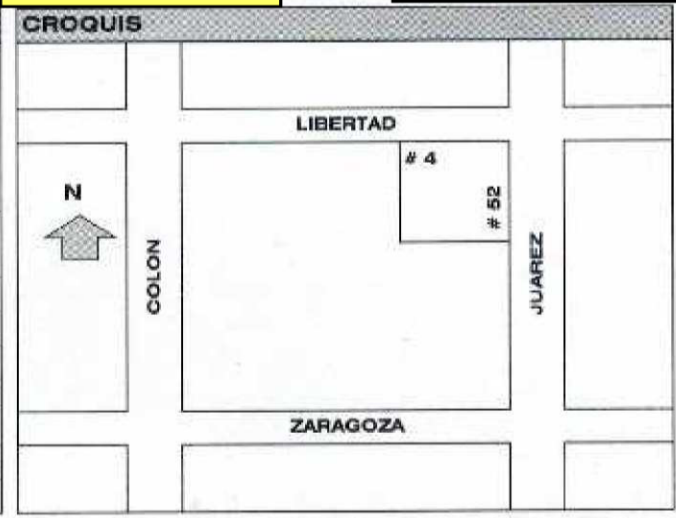 CROQUIS
LIBERTAD
# 4
# 52
N
COLON
JUAREZ
ZARAGOZA